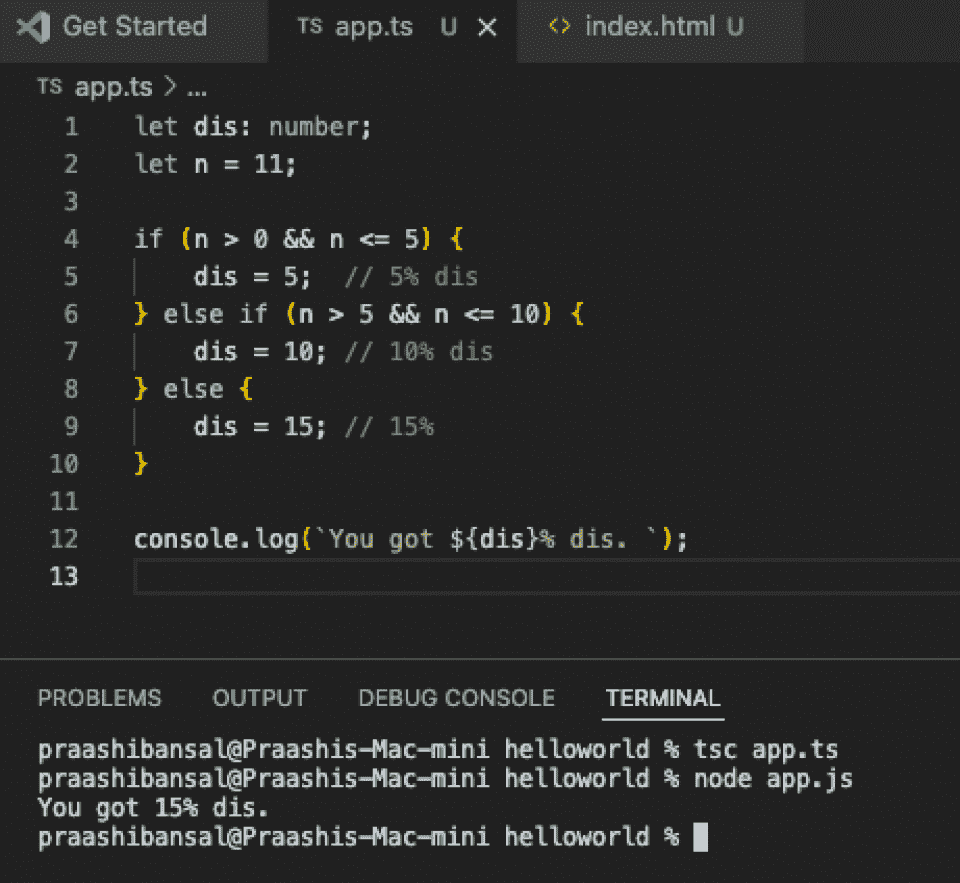 Get Started TS app.ts U × <> index.html U
TS app.ts > ...
1 let dis: number;
2 let n = 11;
3
4 if (n > 0 && n <= 5) {
5     dis = 5;  // 5% dis
6 } else if (n > 5 && n <= 10) {
7     dis = 10; // 10% dis
8 } else {
9     dis = 15; // 15%
10 }
11
12 console.log(`You got ${dis}% dis. `);
13
PROBLEMS OUTPUT DEBUG CONSOLE TERMINAL
praashibansal@Praashis-Mac-mini helloworld % tsc app.ts
praashibansal@Praashis-Mac-mini helloworld % node app.js
You got 15% dis.
praashibansal@Praashis-Mac-mini helloworld %